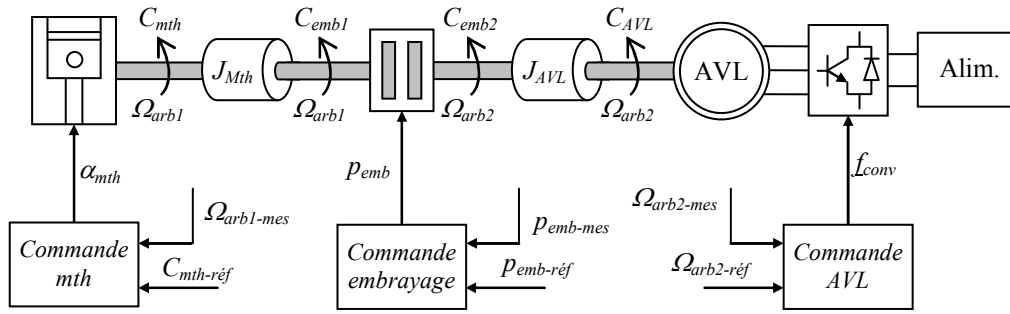 C_mth C_emb1 C_emb2 C_AVL
J_Mth J_AVL AVL Alim.
Ω_arb1 Ω_arb1 Ω_arb2 Ω_arb2
α_mth p_emb f_conv
Ω_arb1-mes p_emb-mes Ω_arb2-mes
Commande
mth
C_mth-réf
Commande
embrayage
p_emb-réf
Ω_arb2-réf
Commande
AVL